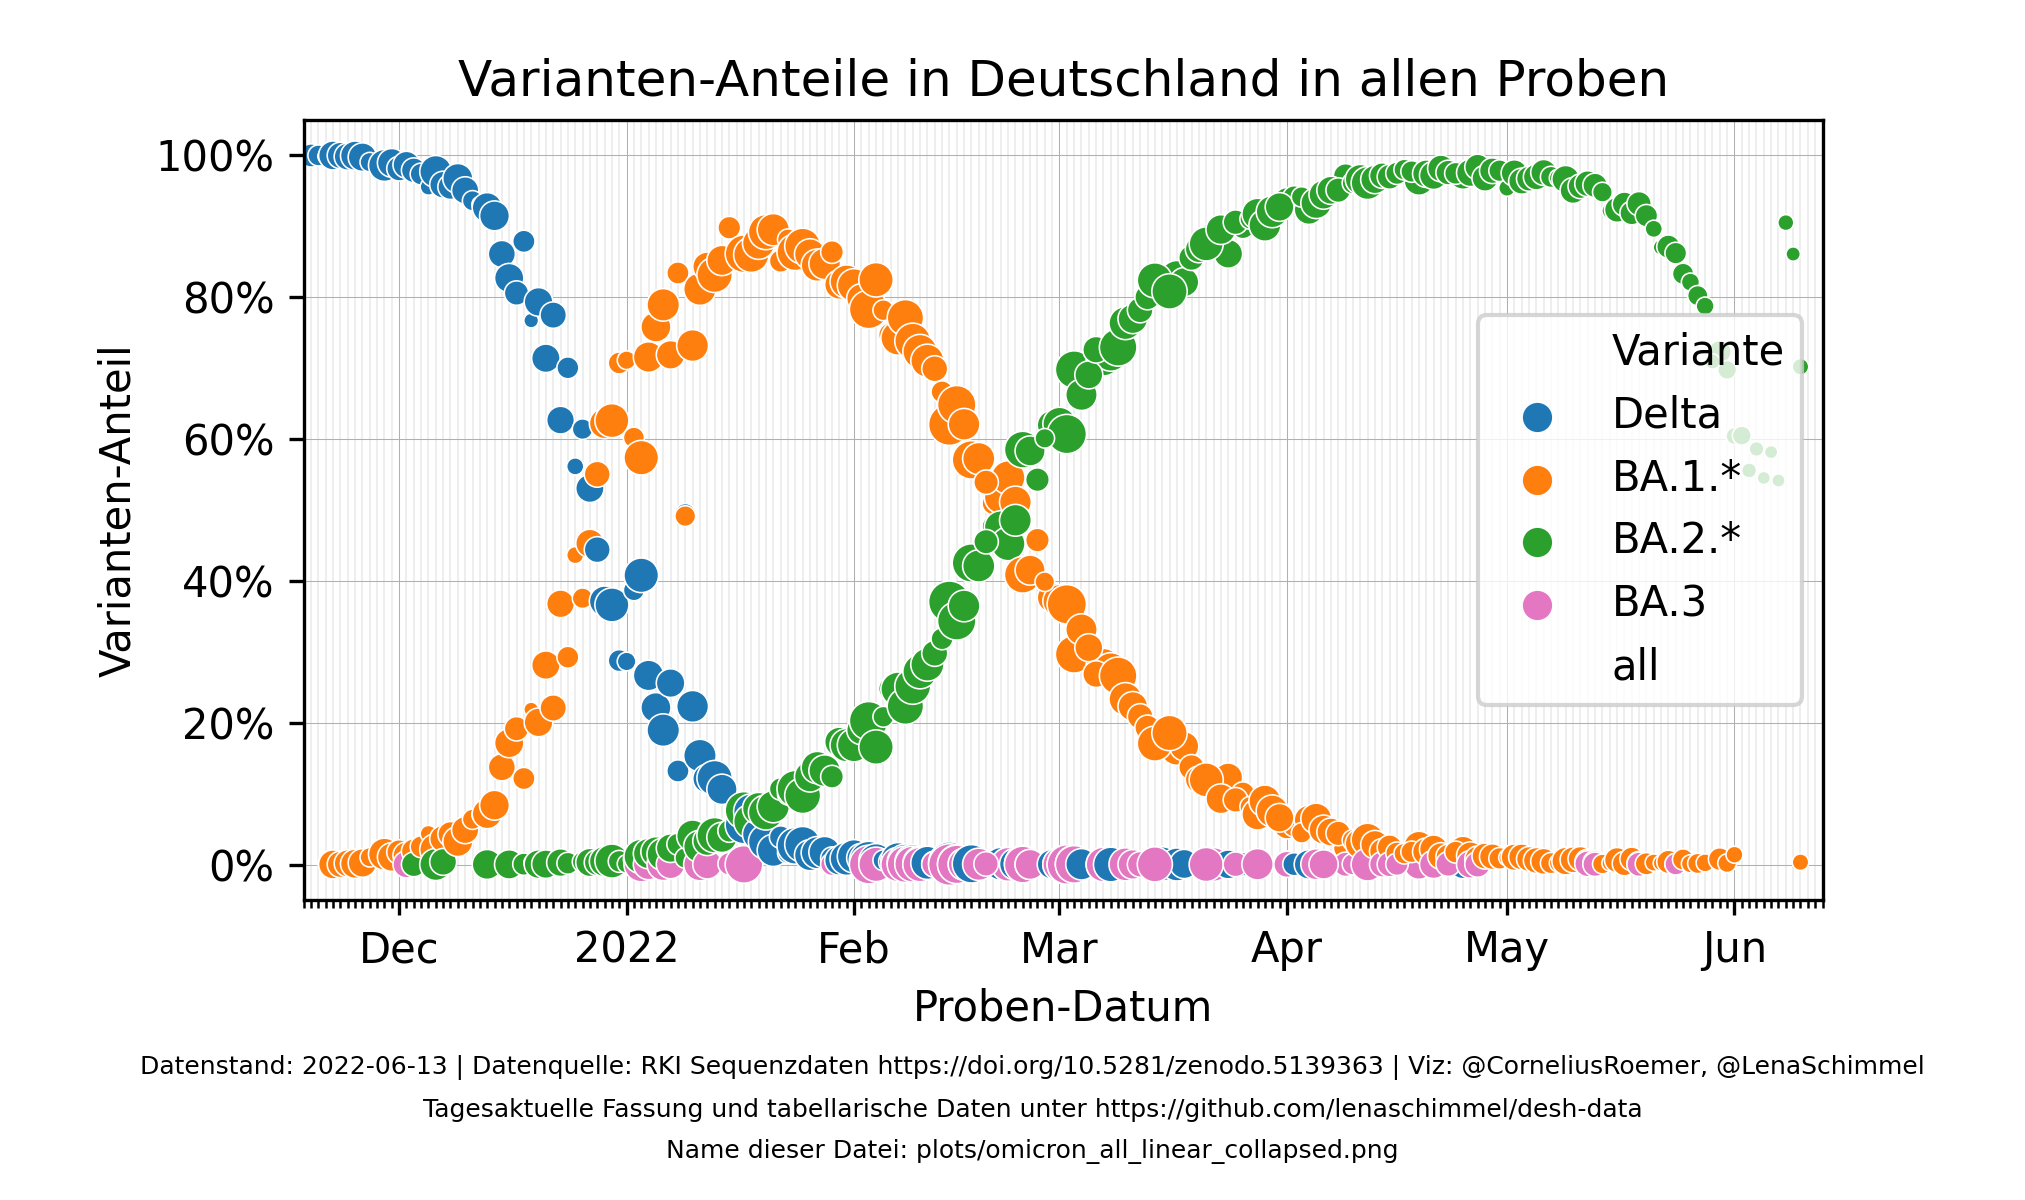 Varianten-Anteile in Deutschland in allen Proben
Varianten-Anteil
100%
80%
60%
40%
20%
0%
Variante
Delta
BA.1.*
BA.2.*
BA.3
all
Dec 2022 Feb Mar Apr May Jun
Proben-Datum
Datenstand: 2022-06-13 | Datenquelle: RKI Sequenzdaten https://doi.org/10.5281/zenodo.5139363 | Viz: @CorneliusRoemer, @LenaSchimmel
Tagesaktuelle Fassung und tabellarische Daten unter https://github.com/lenaschimmel/desh-data
Name dieser Datei: plots/omicron_all_linear_collapsed.png